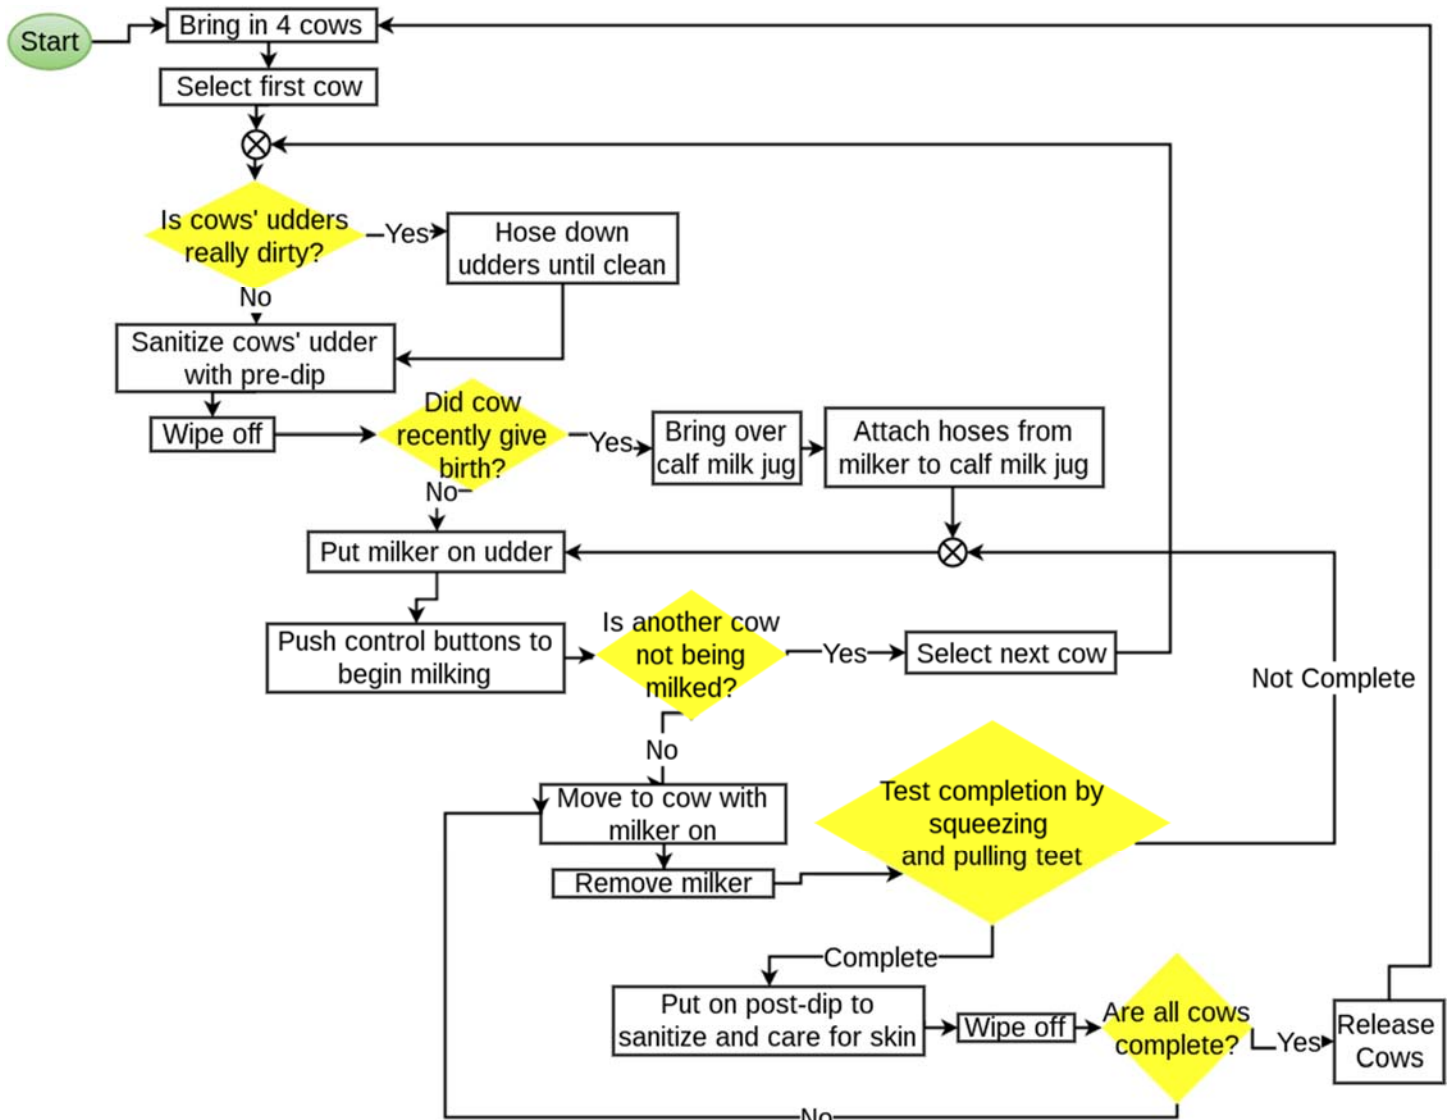 Start
Bring in 4 cows
Select first cow
Is cows' udders
really dirty?
Yes
Hose down
udders until clean
No
Sanitize cows' udder
with pre-dip
Wipe off
Did cow
recently give
birth?
Yes
Bring over
calf milk jug
Attach hoses from
milker to calf milk jug
No
Put milker on udder
Push control buttons to
begin milking
Is another cow
not being
milked?
Yes
Select next cow
Not Complete
No
Move to cow with
milker on
Remove milker
Test completion by
squeezing
and pulling teet
Complete
Put on post-dip to
sanitize and care for skin
Wipe off
Are all cows
complete?
Yes
Release
Cows
No